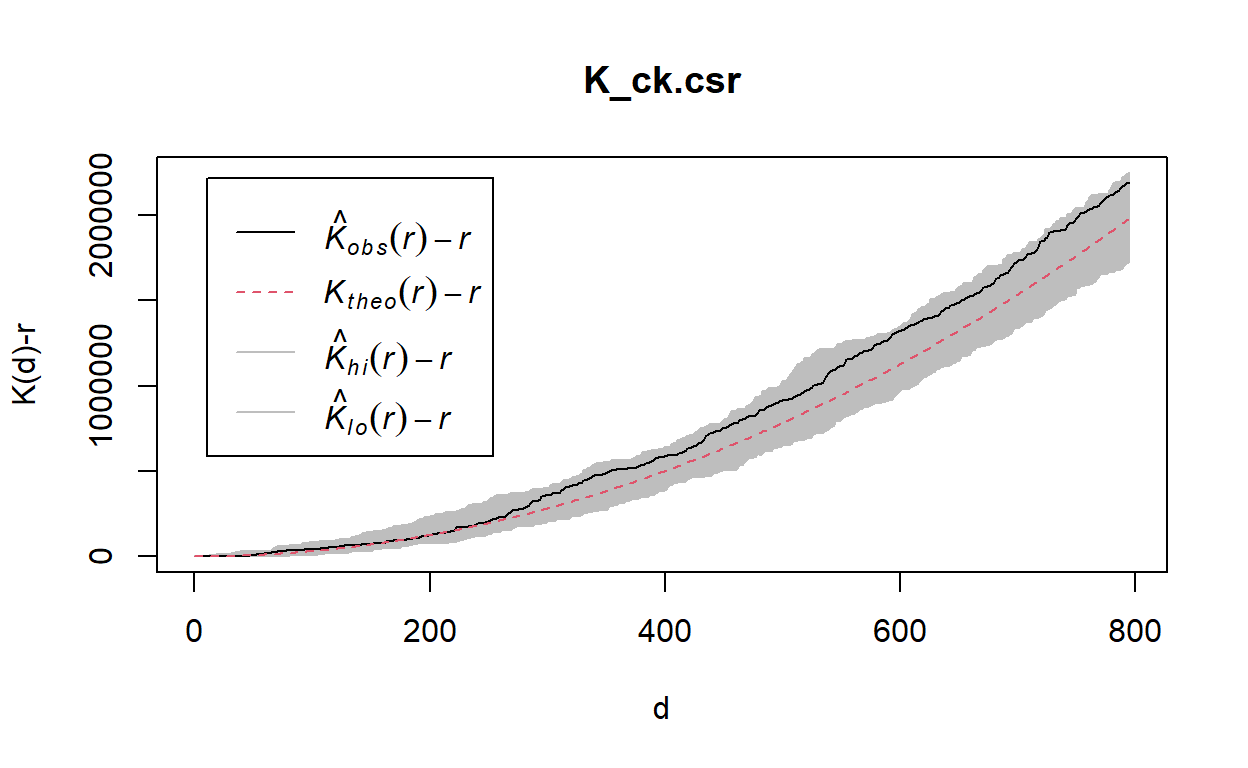 K_ck.csr
K̂obs(r) − r
Ktheo(r) − r
K̂hi(r) − r
K̂lo(r) − r
K(d)-r
2000000
1000000
0
0 200 400 600 800
d